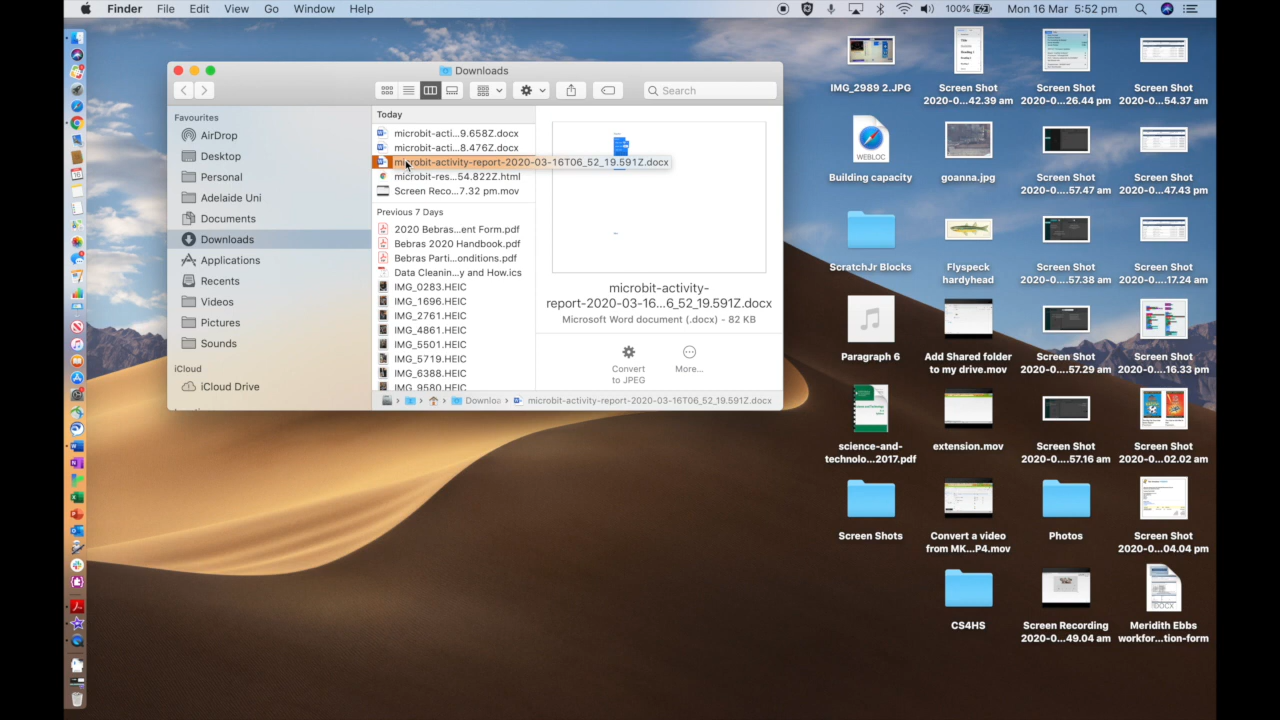 Finder File Edit View Go Window Help 100% Mon 16 Mar 5:52 pm
Downloads
Search
Favourites
AirDrop
Desktop
Personal
Adelaide Uni
Documents
Downloads
Applications
Recents
Videos
Pictures
Sounds
iCloud
iCloud Drive
Today
microbit-acti...9.658Z.docx
microbit-acti...8.476Z.docx
microbit-activity-report-2020-03-16T06_52_19.591Z.docx
microbit-res...54.822Z.html
Screen Reco...7.32 pm.mov
Previous 7 Days
2020 Bebras...ent Form.pdf
Bebras 2020 Handbook.pdf
Bebras Parti...onditions.pdf
Data Cleanin...y and How.ics
IMG_0283.HEIC
IMG_1696.HEIC
IMG_2761.HEIC
IMG_4861.HEIC
IMG_5501.HEIC
IMG_5719.HEIC
IMG_6388.HEIC
IMG_9580.HEIC
microbit-activity-
report-2020-03-16...6_52_19.591Z.docx
Microsoft Word document (.docx) - 82 KB
Convert
to JPEG
More...
Downloa
microbit-activity-report-2020-03-16T06_52_19.591Z.docx
IMG_2989 2.JPG
Screen Shot
2020-0...42.39 am
Screen Shot
2020-0...26.44 pm
Screen Shot
2020-0...54.37 am
WEBLOC
Building capacity
goanna.jpg
Screen Shot
2020-0....57.47 am
Screen Shot
2020-0...47.43 pm
ScratchJr Blocks
Flyspeck
hardyhead
Screen Shot
2020-0....57.38 am
Screen Shot
2020-0...17.24 am
Paragraph 6
Add Shared folder
to my drive.mov
Screen Shot
2020-0....57.29 am
Screen Shot
2020-0...16.33 pm
science-and-
technolo...2017.pdf
extension.mov
Screen Shot
2020-0....57.16 am
Screen Shot
2020-0...02.02 am
Screen Shots
Convert a video
from MK...P4.mov
Photos
Screen Shot
2020-0...04.04 pm
CS4HS
Screen Recording
2020-0...49.04 am
DOCX
Meridith Ebbs
workfor...tion-form